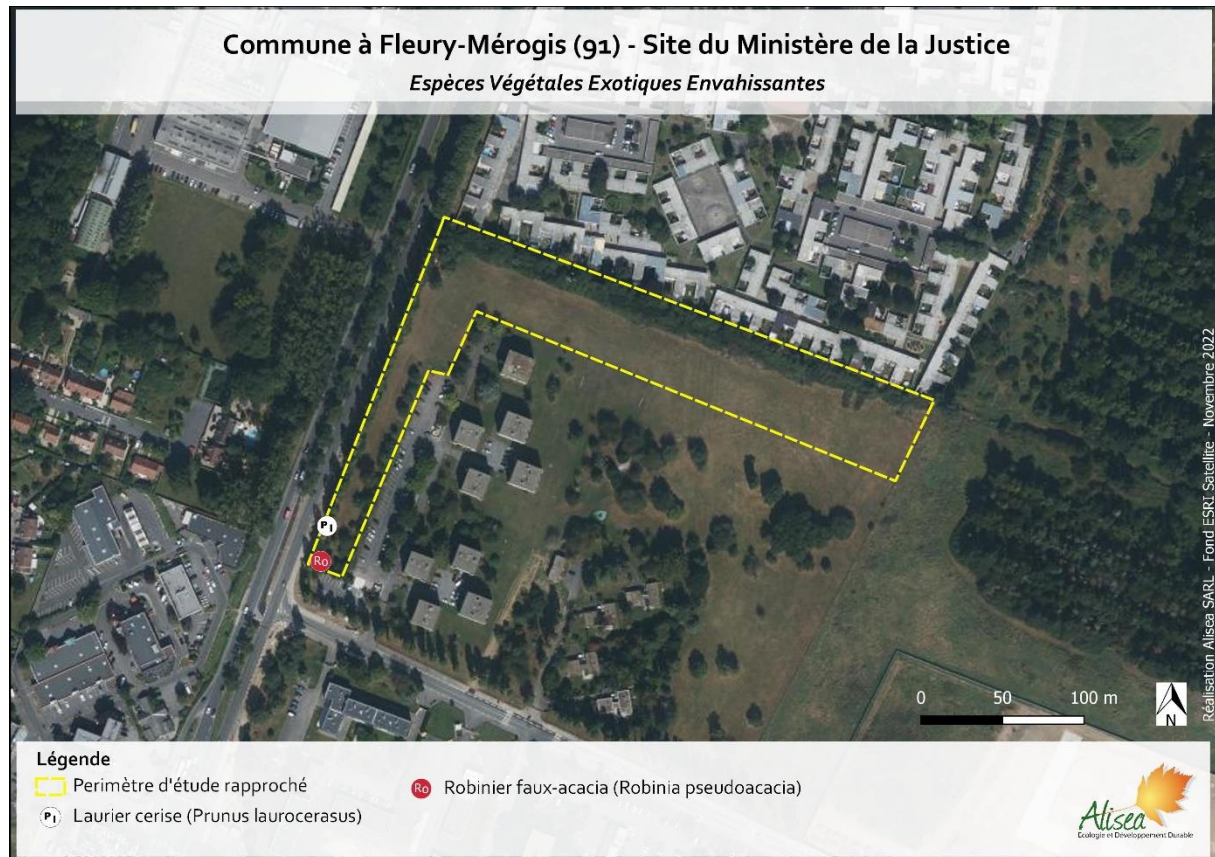 Commune à Fleury-Mérogis (91) - Site du Ministère de la Justice
Espèces Végétales Exotiques Envahissantes
Pl
Ro
0 50 100 m
N
Réalisation Alisea SARL - Fond ESRI Satellite - Novembre 2022
Légende
Perimètre d'étude rapproché
Pl Laurier cerise (Prunus laurocerasus)
Ro Robinier faux-acacia (Robinia pseudoacacia)
Alisea
Ecologie et Développement Durable